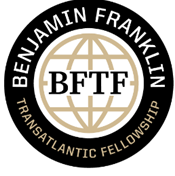 BENJAMIN FRANKLIN
BFTF
TRANSATLANTIC FELLOWSHIP